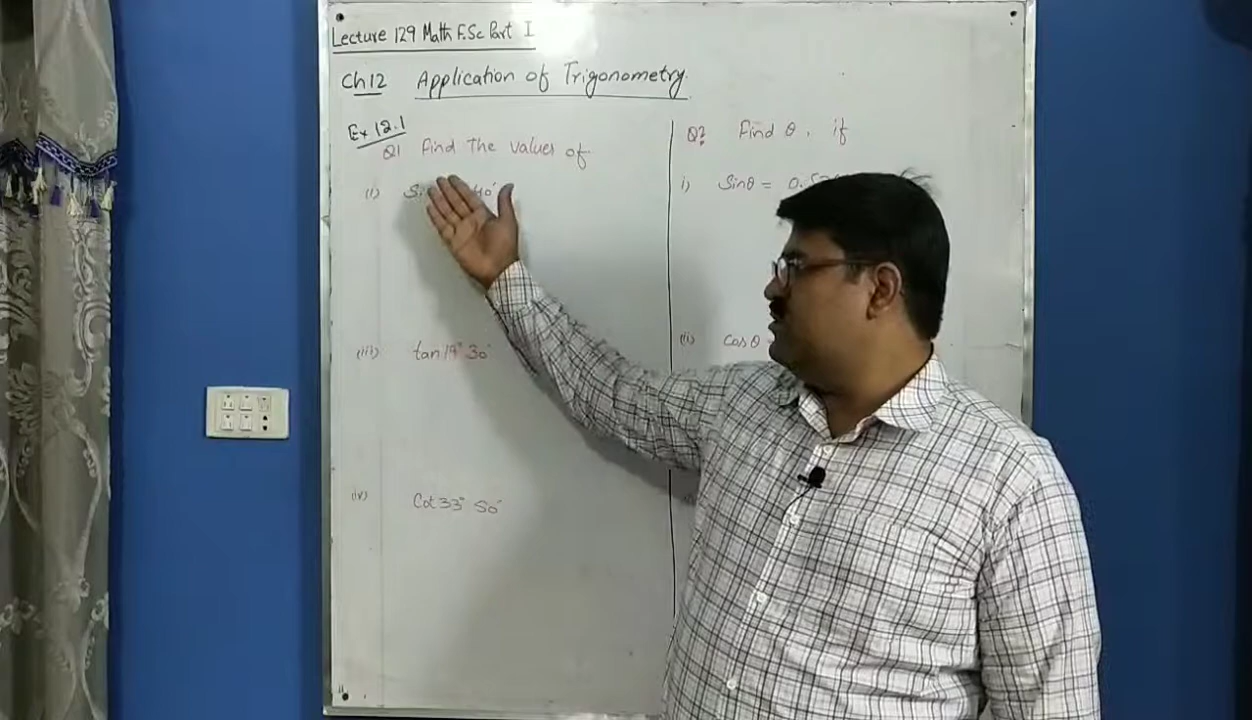 Lecture 129 Math F.Sc Part I
Ch12 Application of Trigonometry.
Ex 12.1
Q1 Find the values of
(i) 40'
(iii) tan 19° 30'
(iv) Cot 33° 50'
Q2 Find θ, if
i) Sinθ =
(ii) cosθ